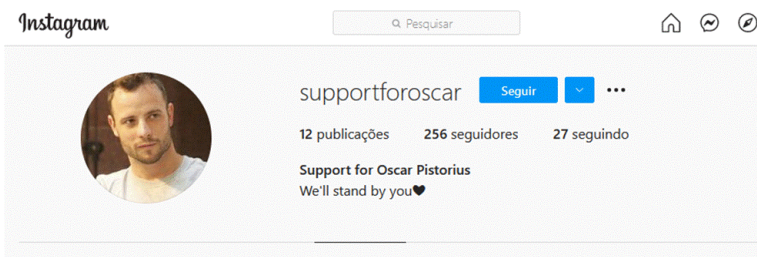 Instagram
Pesquisar
supportforoscar Seguir
12 publicações 256 seguidores 27 seguindo
Support for Oscar Pistorius
We'll stand by you♥